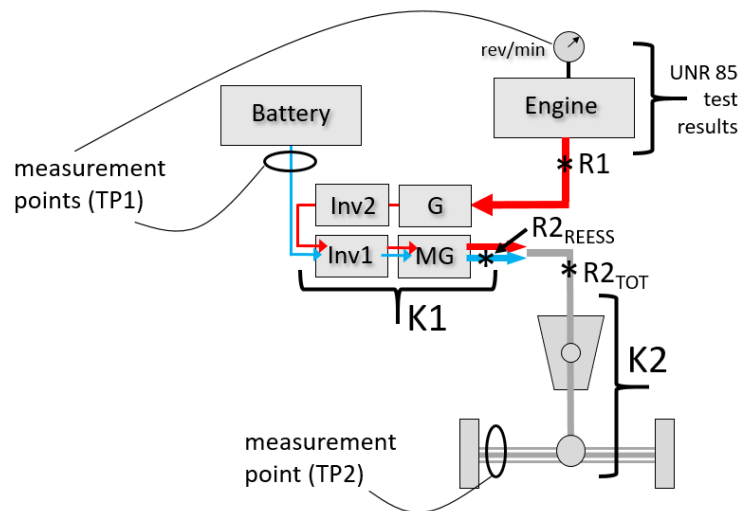 rev/min
UNR 85
test
results
Battery
Engine
measurement
points (TP1)
R1
Inv2
G
R2REESS
Inv1
MG
R2TOT
K1
K2
measurement
point (TP2)